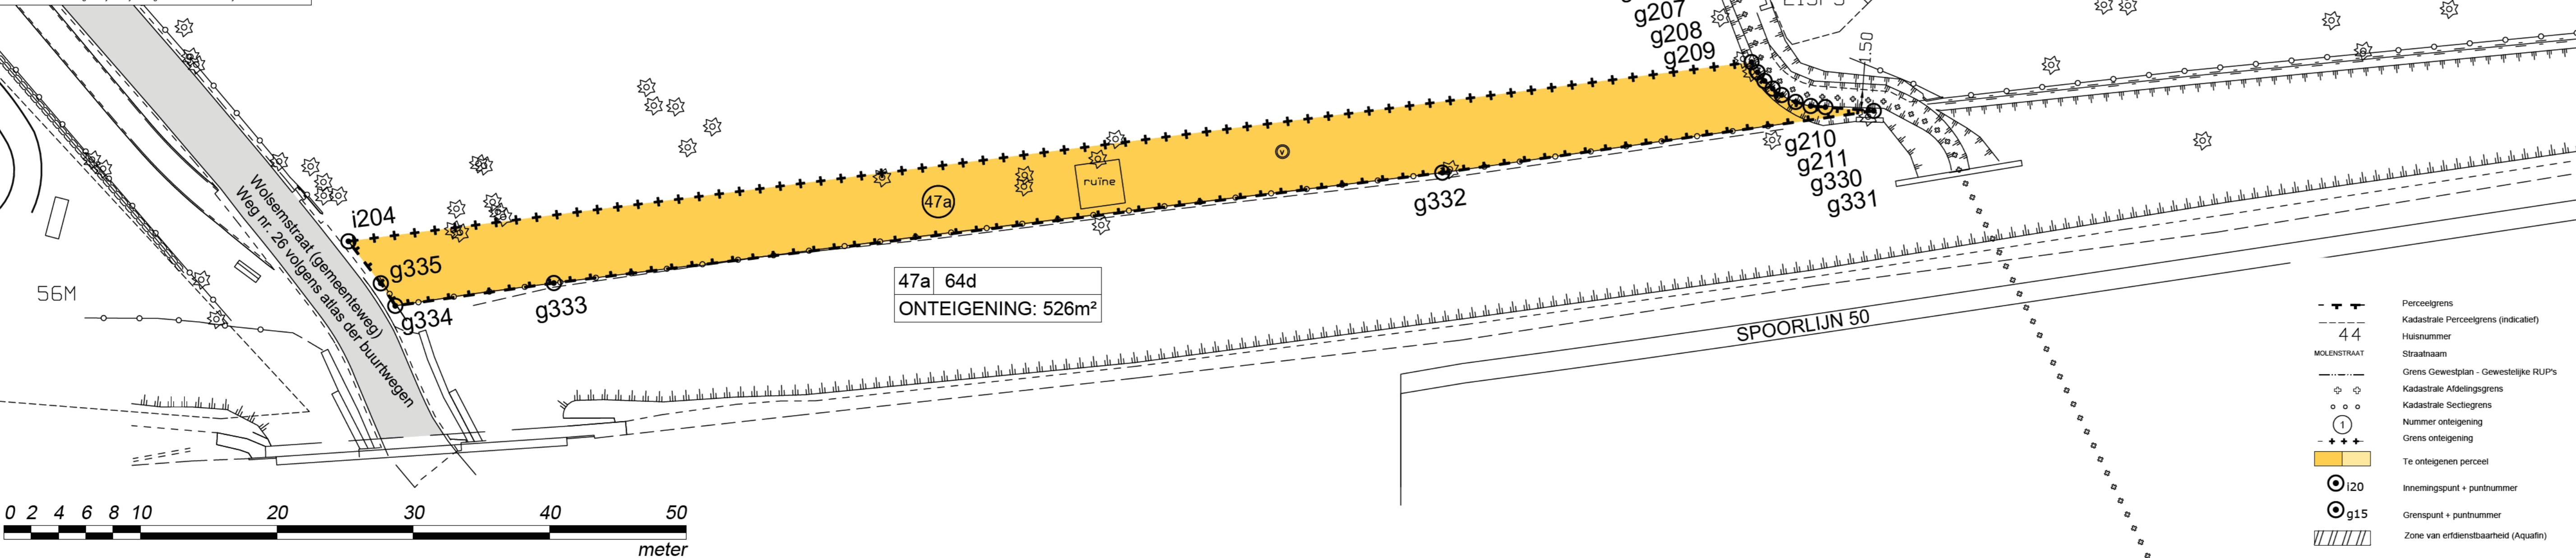 g207
g208
g209
1.50
i204
g335
g334
g333
g332
g210
g211
g330
g331
47a
ruïne
v
Wolsemstraat (gemeenteweg)
Weg nr. 26 volgens atlas der buurtwegen
56M
47a 64d
ONTEIGENING: 526m²
SPOORLIJN 50
0 2 4 6 8 10 20 30 40 50
meter
Perceelgrens
Kadastrale Perceelgrens (indicatief)
44 Huisnummer
MOLENSTRAAT Straatnaam
Grens Gewestplan - Gewestelijke RUP's
Kadastrale Afdelingsgrens
Kadastrale Sectiegrens
1 Nummer onteigening
Grens onteigening
Te onteigenen perceel
i20 Innemingspunt + puntnummer
g15 Grenspunt + puntnummer
Zone van erfdienstbaarheid (Aquafin)